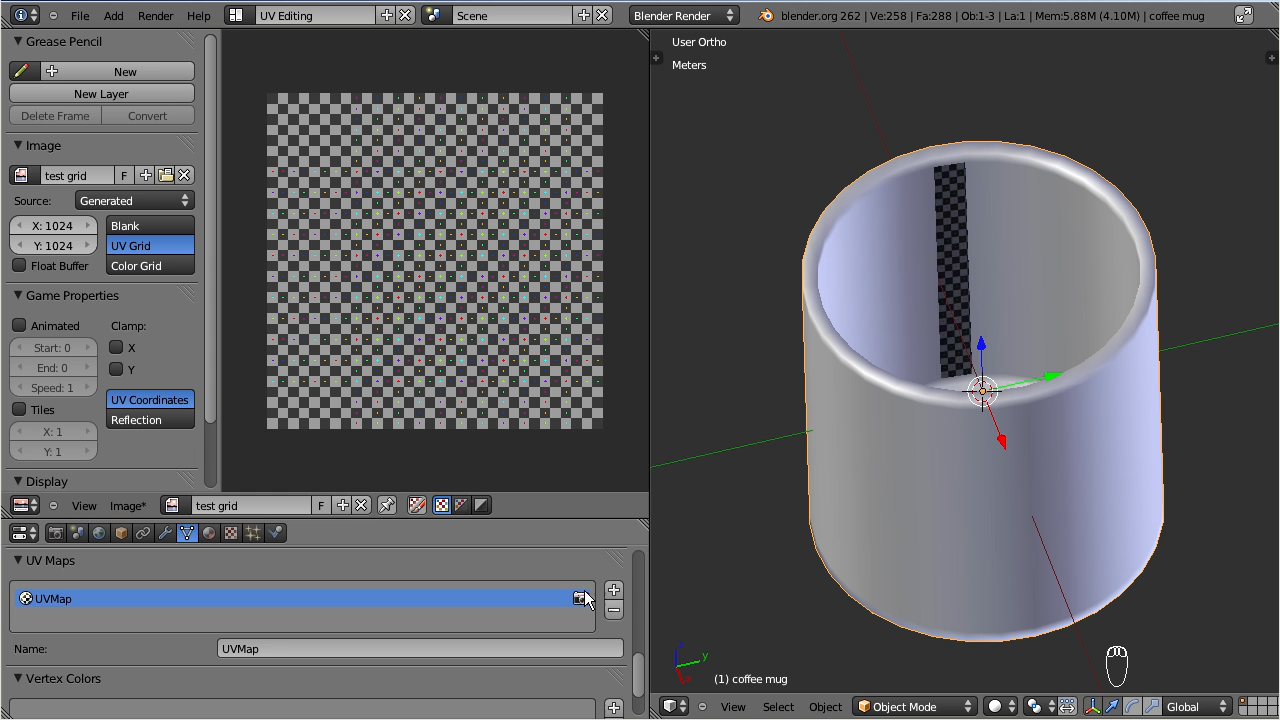 File Add Render Help UV Editing Scene Blender Render blender.org 262 | Ve:258 | Fa:288 | Ob:1-3 | La:1 | Mem:5.88M (4.10M) | coffee mug
Grease Pencil
New
New Layer
Delete Frame Convert
Image
test grid F
Source: Generated
X: 1024 Blank
Y: 1024 UV Grid
Float Buffer Color Grid
Game Properties
Animated Clamp:
Start: 0 X
End: 0 Y
Speed: 1
Tiles UV Coordinates
X: 1 Reflection
Y: 1
Display
View Image* test grid F
UV Maps
UVMap
Name: UVMap
Vertex Colors
User Ortho
Meters
z
y
x
(1) coffee mug
View Select Object Object Mode Global